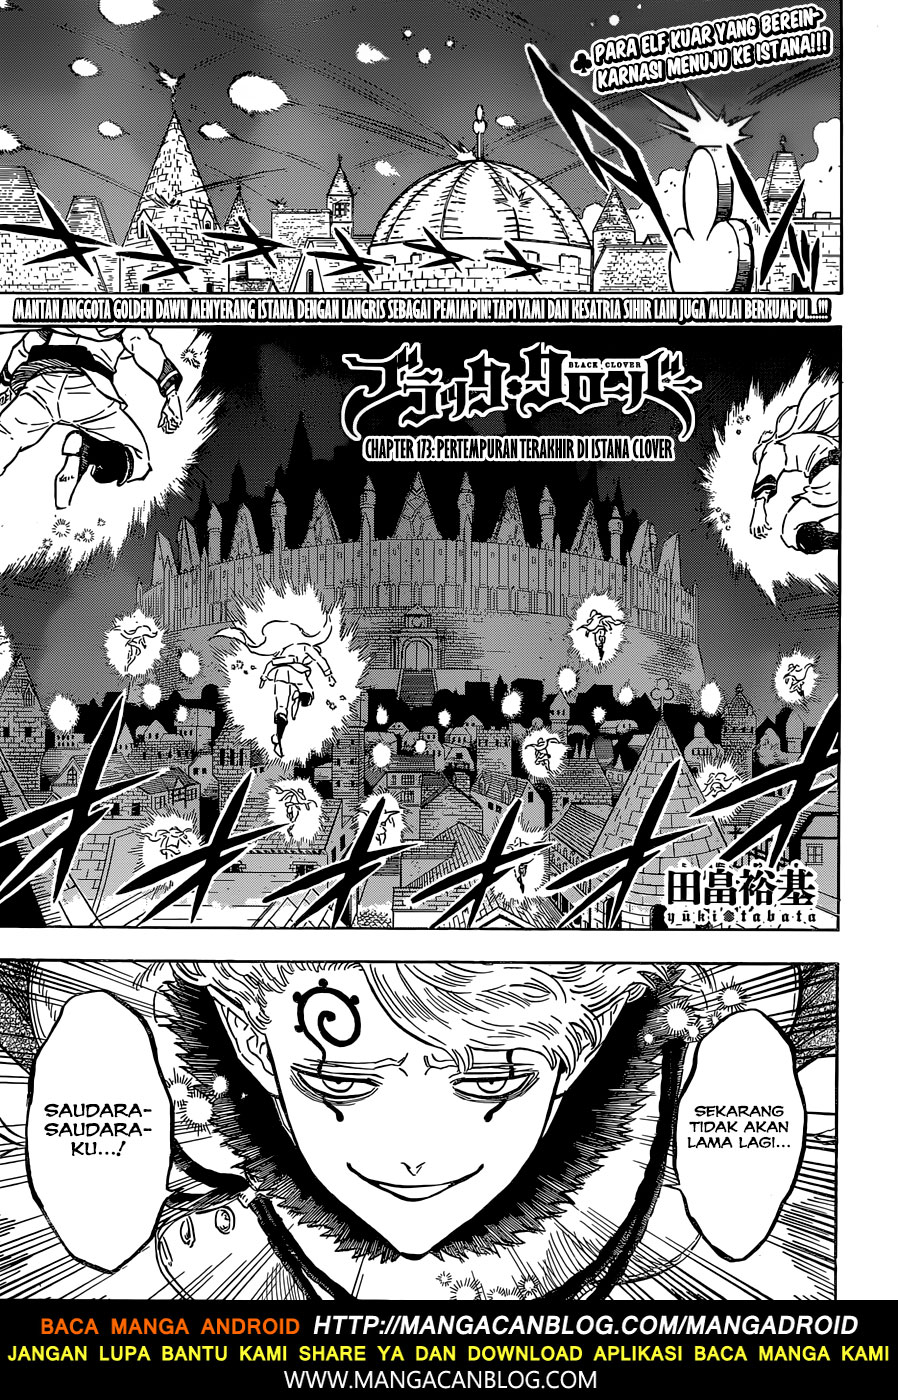 ♣PARA ELF KUAR YANG BEREIN-
KARNASI MENUJU KE ISTANA!!!
MANTAN ANGGOTA GOLDEN DAWN MENYERANG ISTANA DENGAN LANGRIS SEBAGAI PEMIMPIN! TAPI YAMI DAN KESATRIA SIHIR LAIN JUGA MULAI BERKUMPUL..!!!
BLACK CLOVER
ブラック・クローバー
CHAPTER 173: PERTEMPURAN TERAKHIR DI ISTANA CLOVER
田畠裕基
yūki tabata
SEKARANG
TIDAK AKAN
LAMA LAGI...
SAUDARA-
SAUDARA-
KU...!
BACA MANGA ANDROID HTTP://MANGACANBLOG.COM/MANGADROID
JANGAN LUPA BANTU KAMI SHARE YA DAN DOWNLOAD APLIKASI BACA MANGA KAMI
WWW.MANGACANBLOG.COM